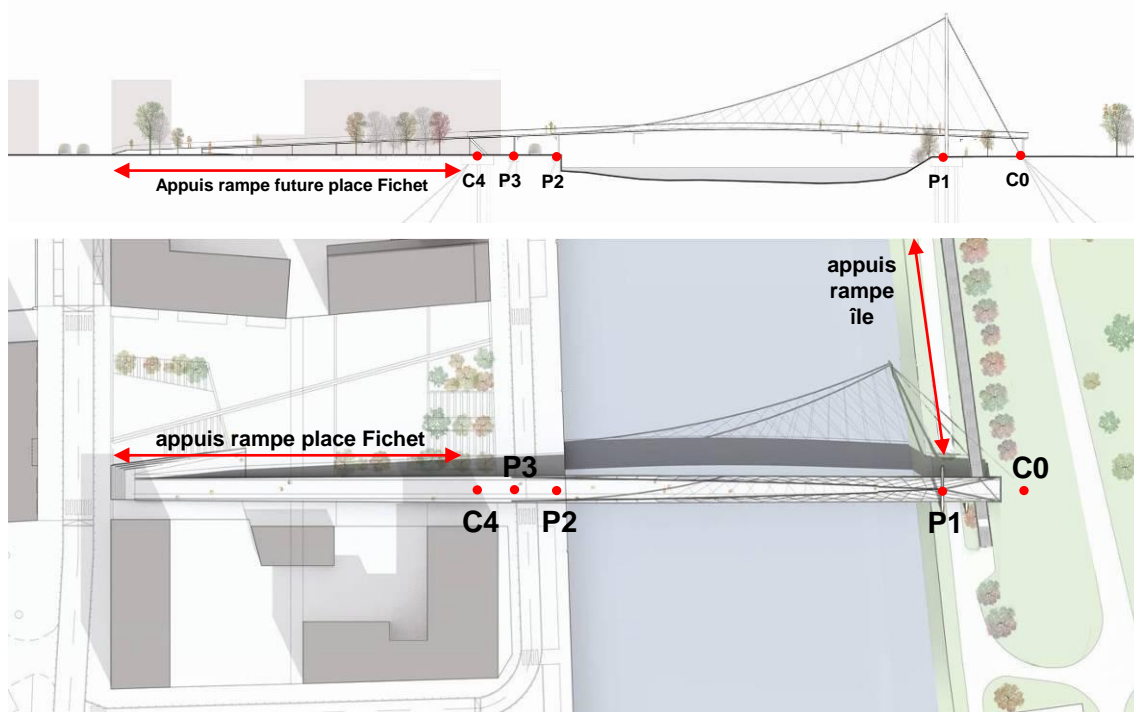 Appuis rampe future place Fichet
C4
P3
P2
P1
C0
appuis
rampe
île
appuis rampe place Fichet
P3
C0
C4
P2
P1